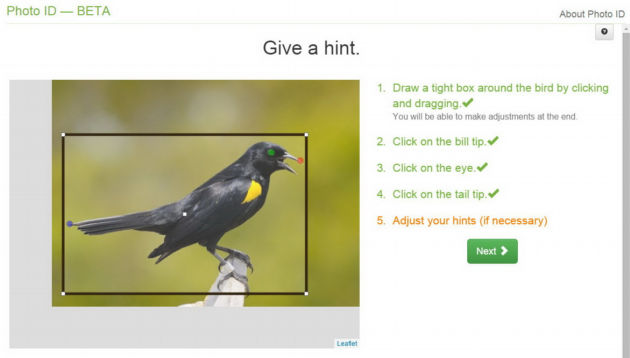 Photo ID — BETA
About Photo ID
Give a hint.
1. Draw a tight box around the bird by clicking
and dragging.✔
You will be able to make adjustments at the end.
2. Click on the bill tip.✔
3. Click on the eye.✔
4. Click on the tail tip.✔
5. Adjust your hints (if necessary)
Next
Leaflet